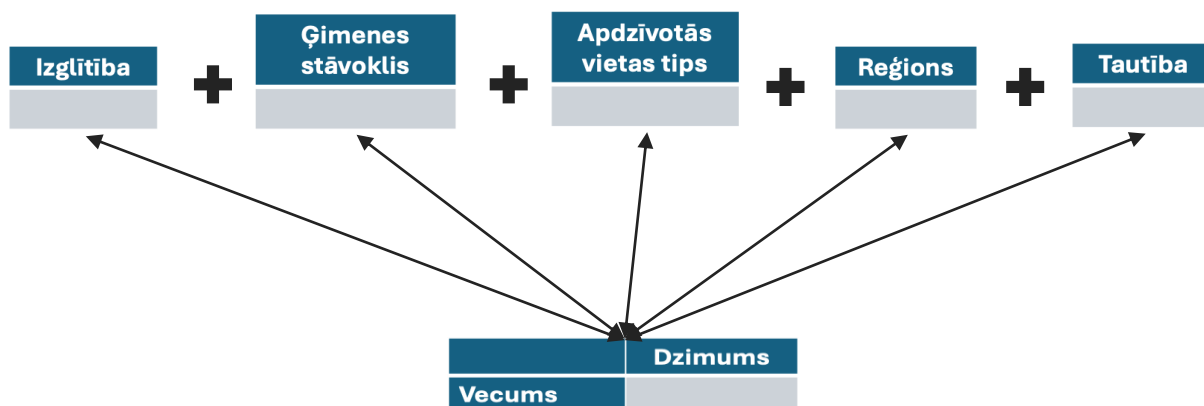 Izglītība
Ģimenes
stāvoklis
Apdzīvotās
vietas tips
Reģions
Tautība
Dzimums
Vecums